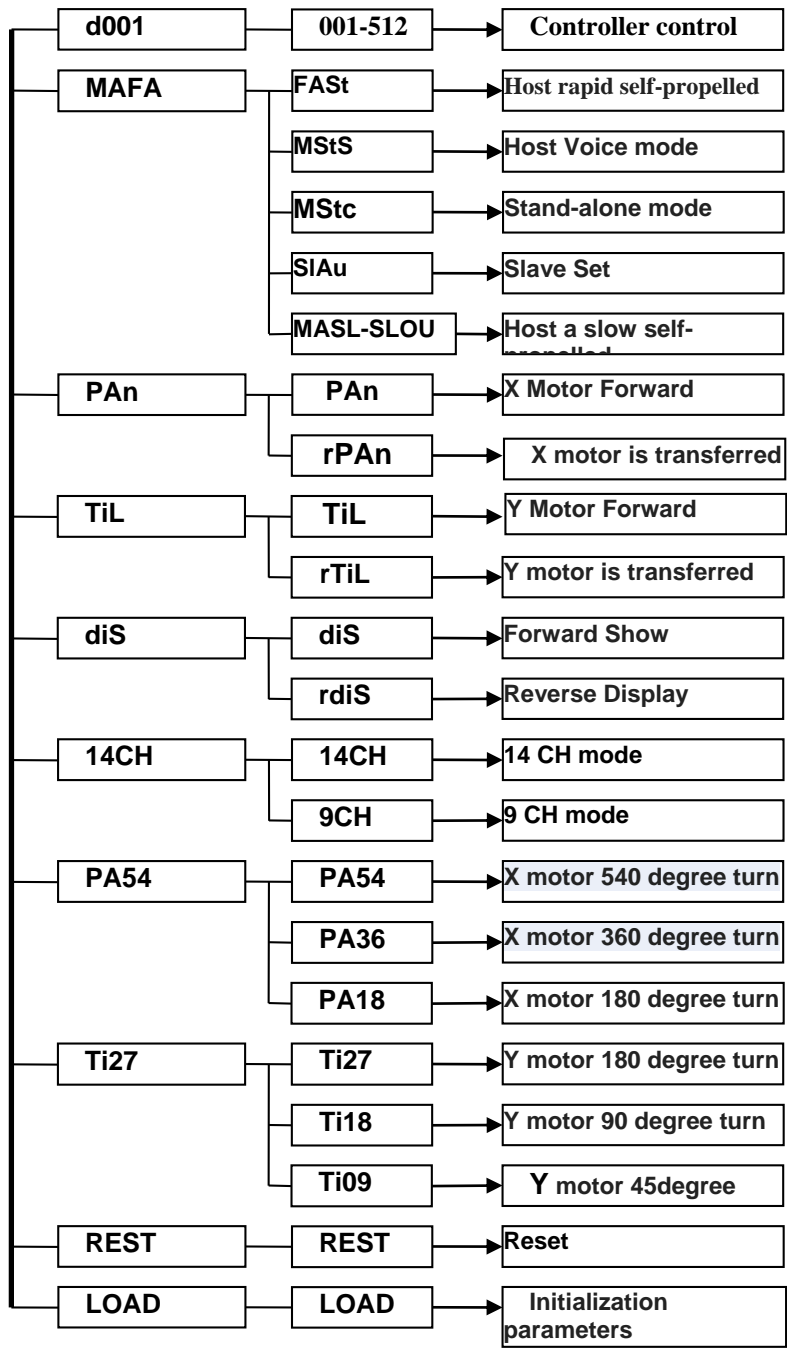 d001 001-512 Controller control
MAFA FASt Host rapid self-propelled
MStS Host Voice mode
MStc Stand-alone mode
SlAu Slave Set
MASL-SLOU Host a slow self-
propelled
PAn PAn X Motor Forward
rPAn X motor is transferred
TiL TiL Y Motor Forward
rTiL Y motor is transferred
diS diS Forward Show
rdiS Reverse Display
14CH 14CH 14 CH mode
9CH 9 CH mode
PA54 PA54 X motor 540 degree turn
PA36 X motor 360 degree turn
PA18 X motor 180 degree turn
Ti27 Ti27 Y motor 180 degree turn
Ti18 Y motor 90 degree turn
Ti09 Y motor 45degree
REST REST Reset
LOAD LOAD Initialization
parameters